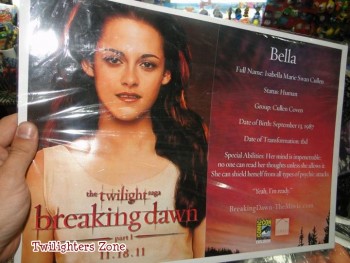 Bella
Full Name: Isabella Marie Swan Cullen
Status: Human
Group: Cullen Coven
Date of Birth: September 13, 1987
Date of Transformation: tbd
Special Abilities: Her mind is impenetrable,
no one can read her thoughts unless she allows it.
She can shield herself from all types of psychic attacks
"Yeah, I'm ready."
BreakingDawn-TheMovie.com
the twilight saga
breaking dawn
part 1
11.18.11
Twilighters Zone